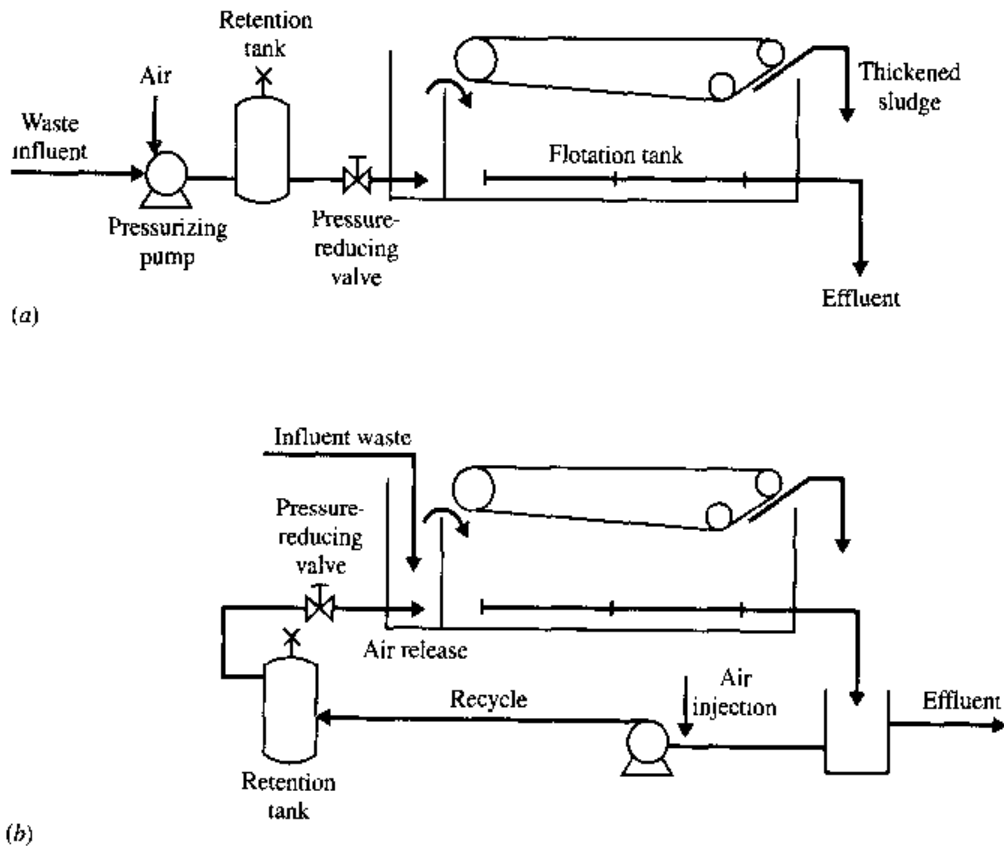 Retention
tank
Air
Waste
influent
Thickened
sludge
Flotation tank
Pressurizing
pump
Pressure-
reducing
valve
Effluent
(a)
Influent waste
Pressure-
reducing
valve
Air release
Air
injection
Recycle
Effluent
Retention
tank
(b)